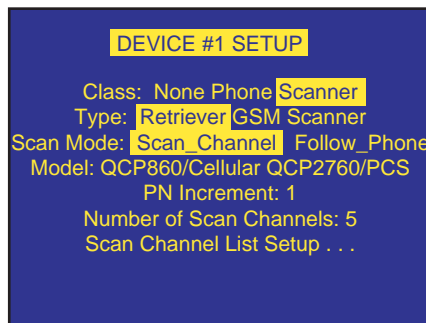 DEVICE #1 SETUP
Class: None Phone Scanner
Type: Retriever GSM Scanner
Scan Mode: Scan_Channel Follow_Phone
Model: QCP860/Cellular QCP2760/PCS
PN Increment: 1
Number of Scan Channels: 5
Scan Channel List Setup . . .